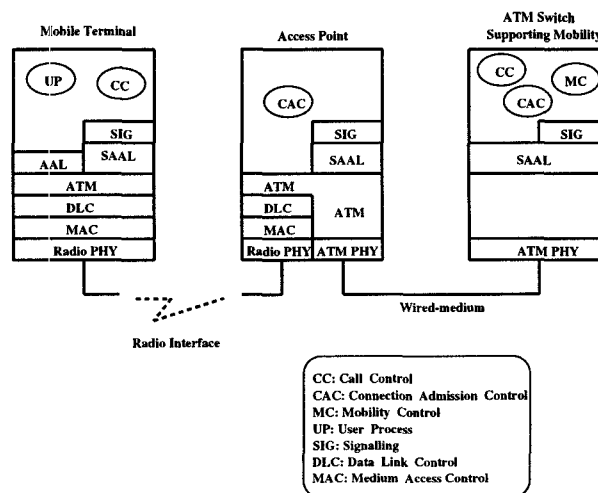 Mobile Terminal
UP
CC
SIG
SAAL
AAL
ATM
DLC
MAC
Radio PHY
Access Point
CAC
SIG
SAAL
ATM
DLC
MAC
Radio PHY
ATM
ATM PHY
ATM Switch
Supporting Mobility
CC
MC
CAC
SIG
SAAL
ATM PHY
Radio Interface
Wired-medium
CC: Call Control
CAC: Connection Admission Control
MC: Mobility Control
UP: User Process
SIG: Signalling
DLC: Data Link Control
MAC: Medium Access Control